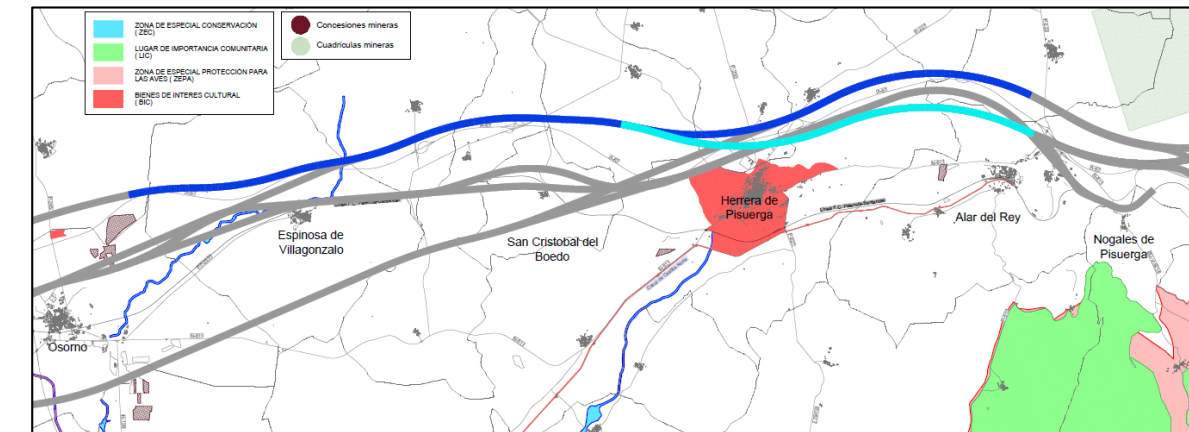 ZONA DE ESPECIAL CONSERVACIÓN
( ZEC)
LUGAR DE IMPORTANCIA COMUNITARIA
( LIC)
ZONA DE ESPECIAL PROTECCIÓN PARA
LAS AVES ( ZEPA)
BIENES DE INTERES CULTURAL
( BIC)
Concesiones mineras
Cuadriculas mineras
Herrera de
Pisuerga
Espinosa de
Villagonzalo
San Cristobal del
Boedo
Alar del Rey
Nogales de
Pisuerga
Osorno